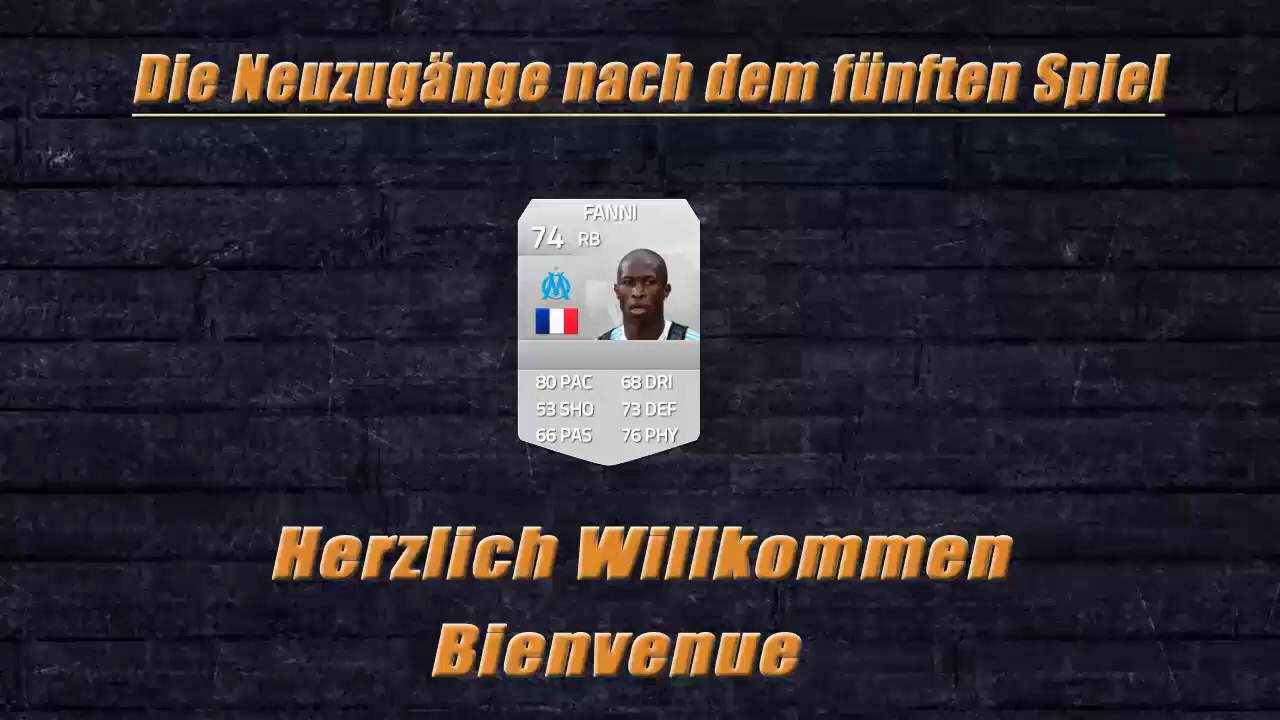 Die Neuzugänge nach dem fünften Spiel
FANNI
74 RB
80 PAC 68 DRI
53 SHO 73 DEF
66 PAS 76 PHY
Herzlich Willkommen
Bienvenue